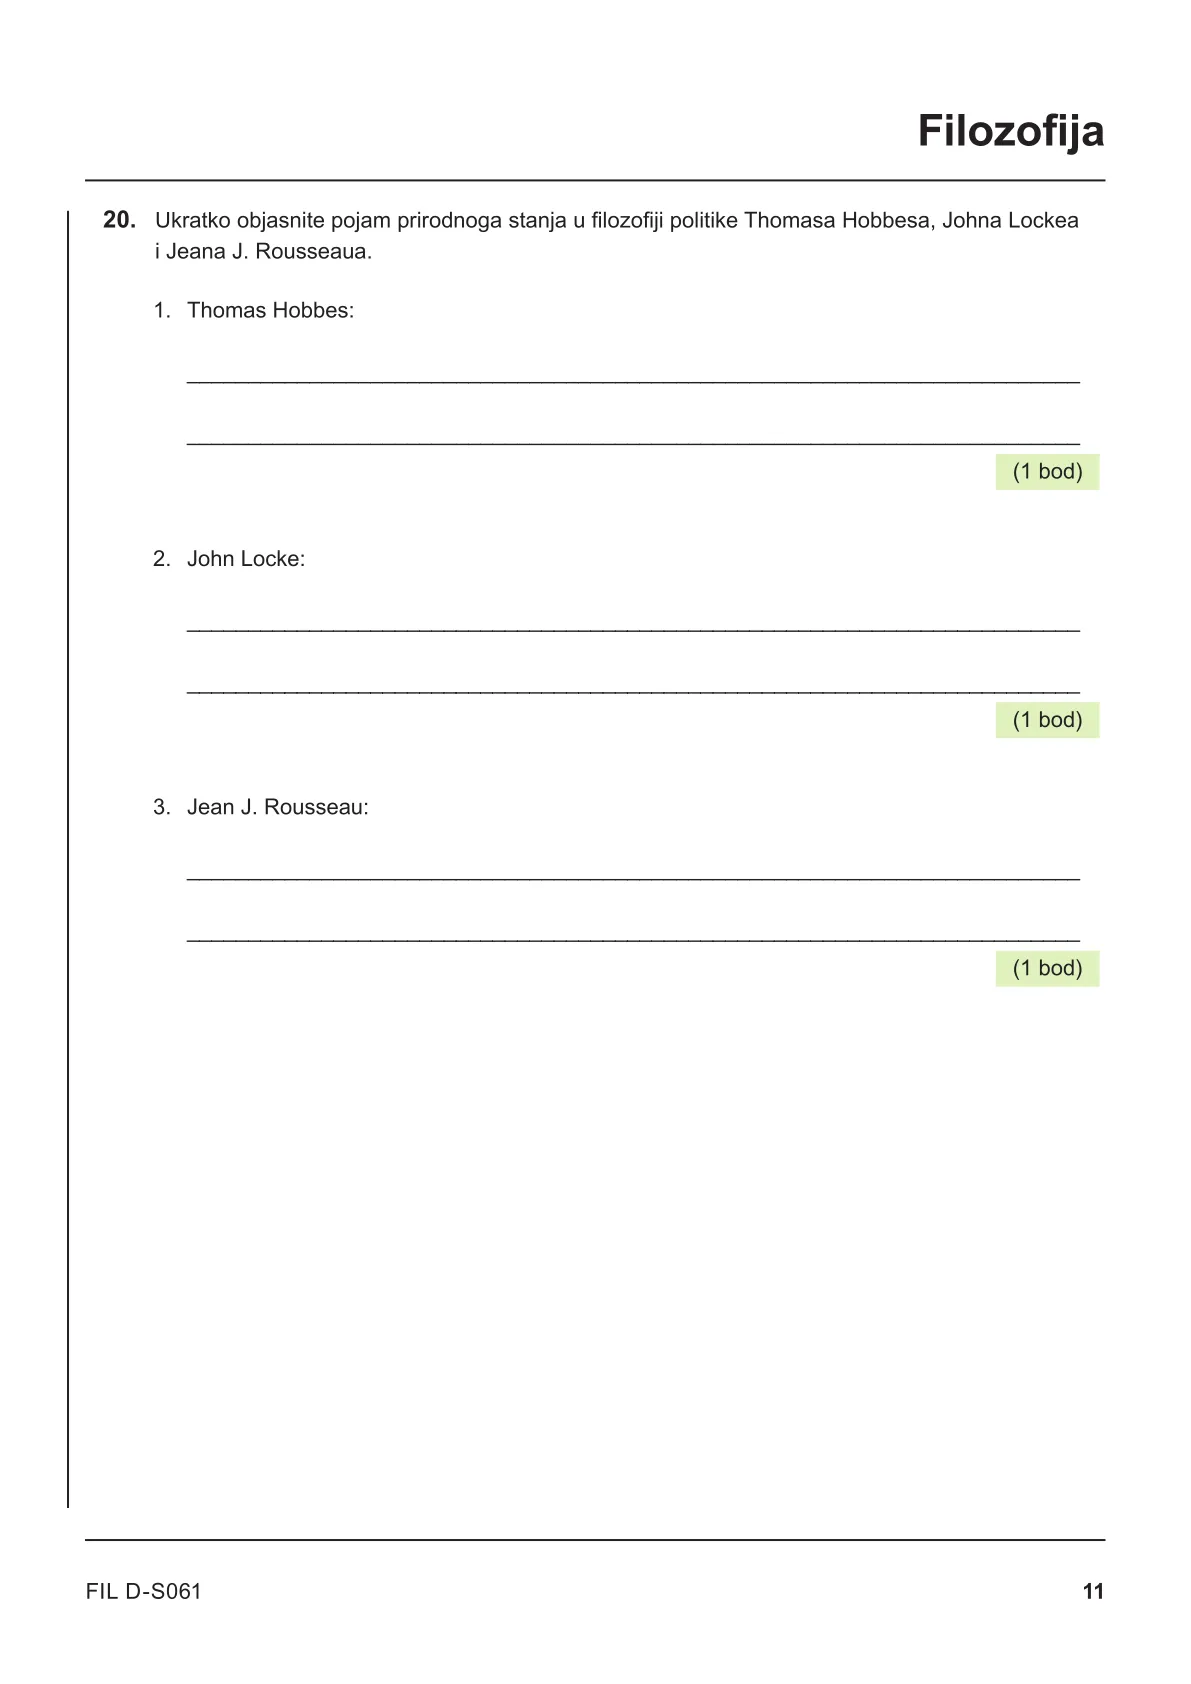 Filozofija
20. Ukratko objasnite pojam prirodnoga stanja u filozofiji politike Thomasa Hobbesa, Johna Lockea
i Jeana J. Rousseaua.
1. Thomas Hobbes:
(1 bod)
2. John Locke:
(1 bod)
3. Jean J. Rousseau:
(1 bod)
FIL D-S061
11